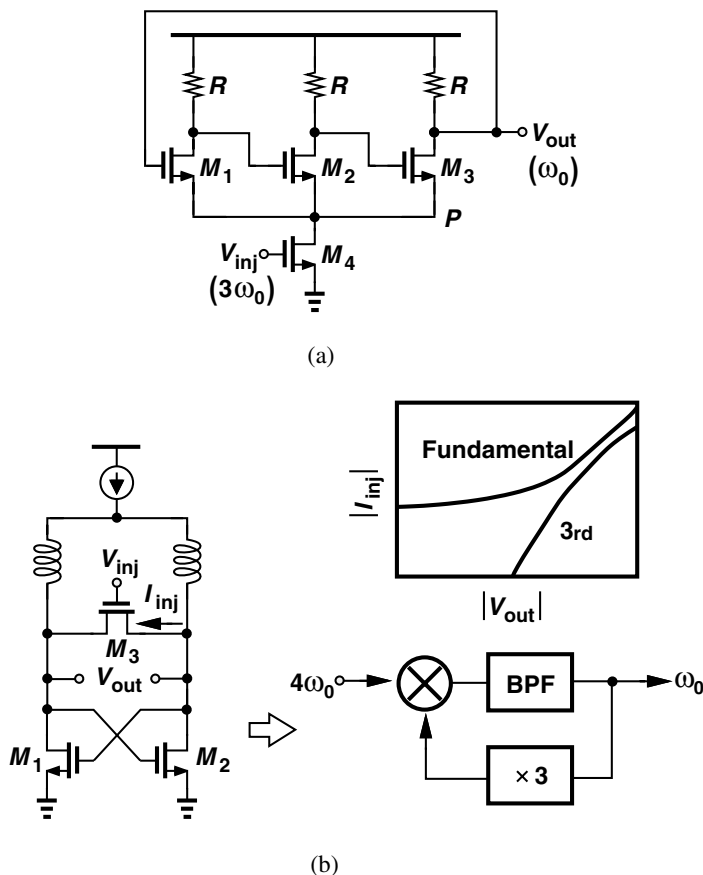 R R R
M1 M2 M3
Vout
(ω0)
P
Vinj
(3ω0)
M4
(a)
Vinj
Iinj
M3
Vout
M1 M2
|Iinj|
Fundamental
3rd
|Vout|
4ω0 BPF ω0
× 3
(b)